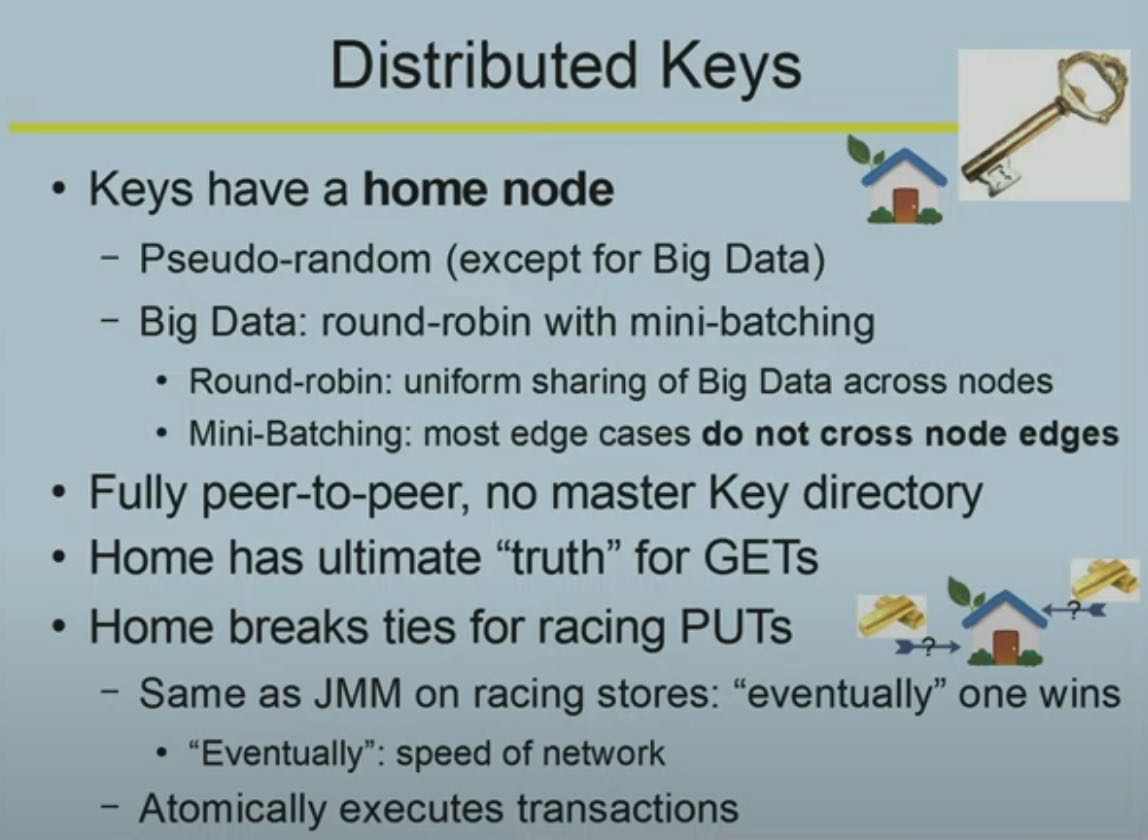 Distributed Keys
• Keys have a home node
– Pseudo-random (except for Big Data)
– Big Data: round-robin with mini-batching
• Round-robin: uniform sharing of Big Data across nodes
• Mini-Batching: most edge cases do not cross node edges
• Fully peer-to-peer, no master Key directory
• Home has ultimate “truth” for GETs
• Home breaks ties for racing PUTs
?
?
– Same as JMM on racing stores: “eventually” one wins
• “Eventually”: speed of network
– Atomically executes transactions